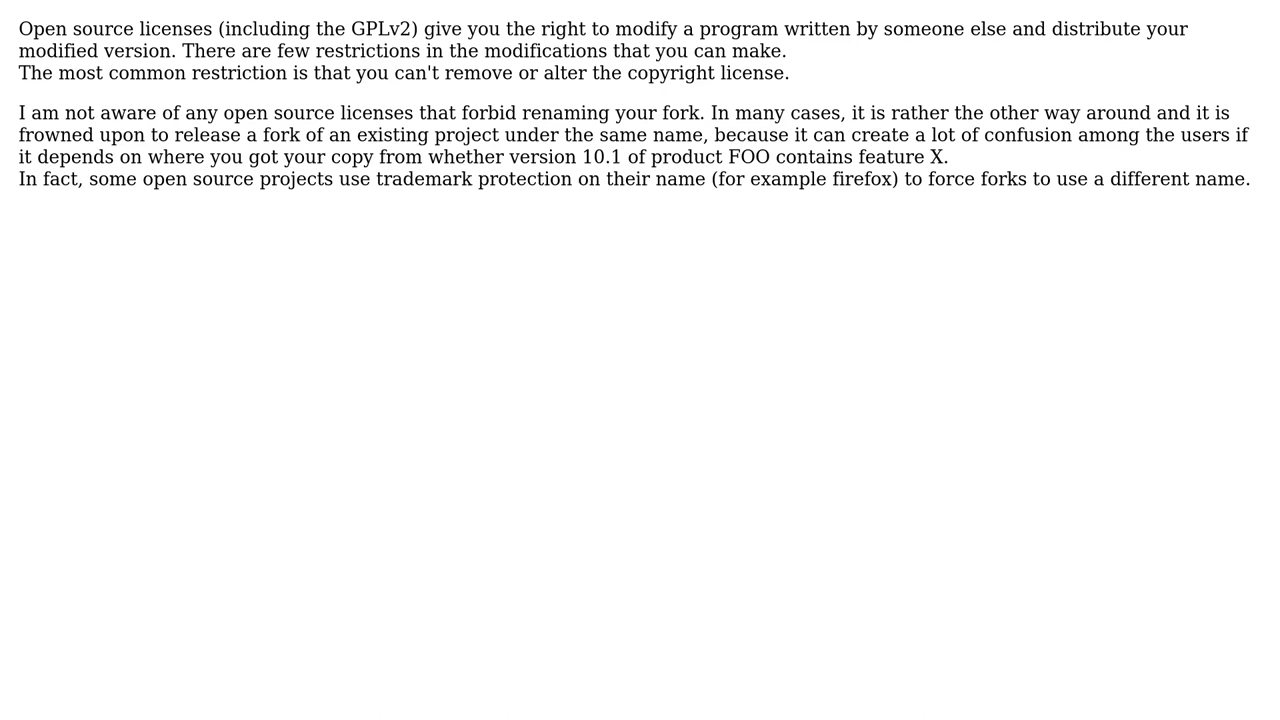 Open source licenses (including the GPLv2) give you the right to modify a program written by someone else and distribute your
modified version. There are few restrictions in the modifications that you can make.
The most common restriction is that you can't remove or alter the copyright license.
I am not aware of any open source licenses that forbid renaming your fork. In many cases, it is rather the other way around and it is
frowned upon to release a fork of an existing project under the same name, because it can create a lot of confusion among the users if
it depends on where you got your copy from whether version 10.1 of product FOO contains feature X.
In fact, some open source projects use trademark protection on their name (for example firefox) to force forks to use a different name.